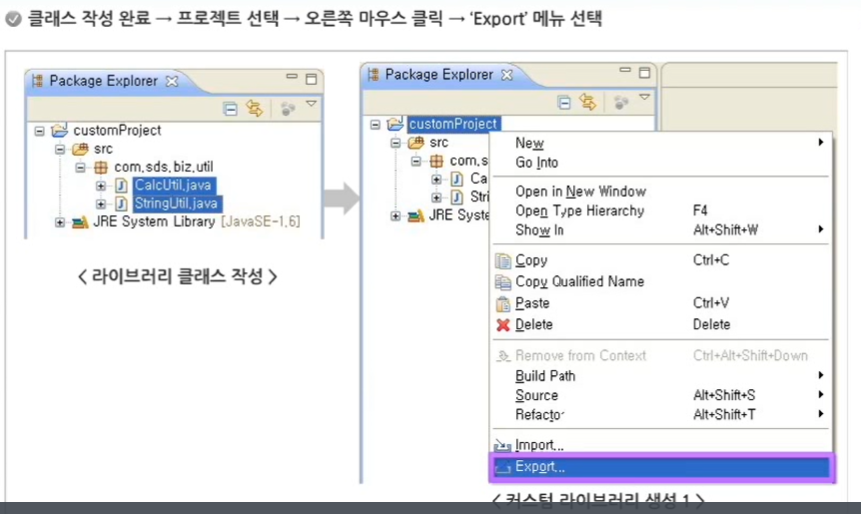 클래스 작성 완료 → 프로젝트 선택 → 오른쪽 마우스 클릭 → ‘Export’ 메뉴 선택
Package Explorer
customProject
src
com.sds.biz.util
CalcUtil.java
StringUtil.java
JRE System Library [JavaSE-1.6]
< 라이브러리 클래스 작성 >
Package Explorer
customProject
src
com.s
Ca
Stri
JRE Syste
New
Go Into
Open in New Window
Open Type Hierarchy F4
Show In Alt+Shift+W
Copy Ctrl+C
Copy Qualified Name
Paste Ctrl+V
Delete Delete
Remove from Context Ctrl+Alt+Shift+Down
Build Path
Source Alt+Shift+S
Refactor Alt+Shift+T
Import...
Export...
< 커스텀 라이브러리 생성 1 >